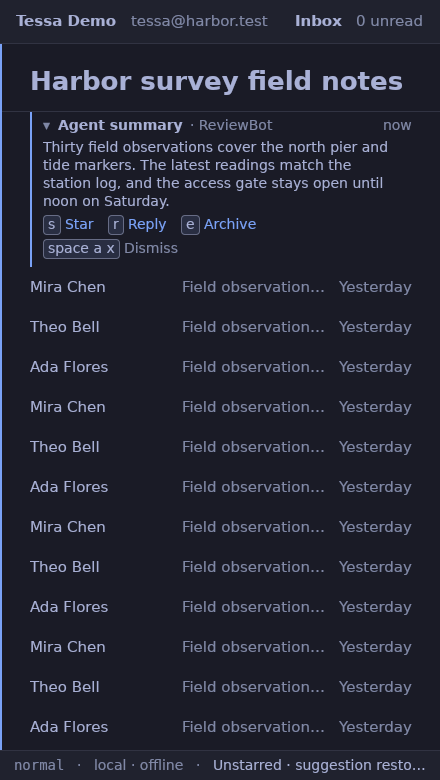 Tessa Demo tessa@harbor.test Inbox 0 unread
Harbor survey field notes
▾ Agent summary · ReviewBot now
Thirty field observations cover the north pier and
tide markers. The latest readings match the
station log, and the access gate stays open until
noon on Saturday.
s Star r Reply e Archive
space a x Dismiss
Mira Chen Field observation… Yesterday
Theo Bell Field observation… Yesterday
Ada Flores Field observation… Yesterday
Mira Chen Field observation… Yesterday
Theo Bell Field observation… Yesterday
Ada Flores Field observation… Yesterday
Mira Chen Field observation… Yesterday
Theo Bell Field observation… Yesterday
Ada Flores Field observation… Yesterday
Mira Chen Field observation… Yesterday
Theo Bell Field observation… Yesterday
Ada Flores Field observation… Yesterday
normal · local · offline · Unstarred · suggestion resto…